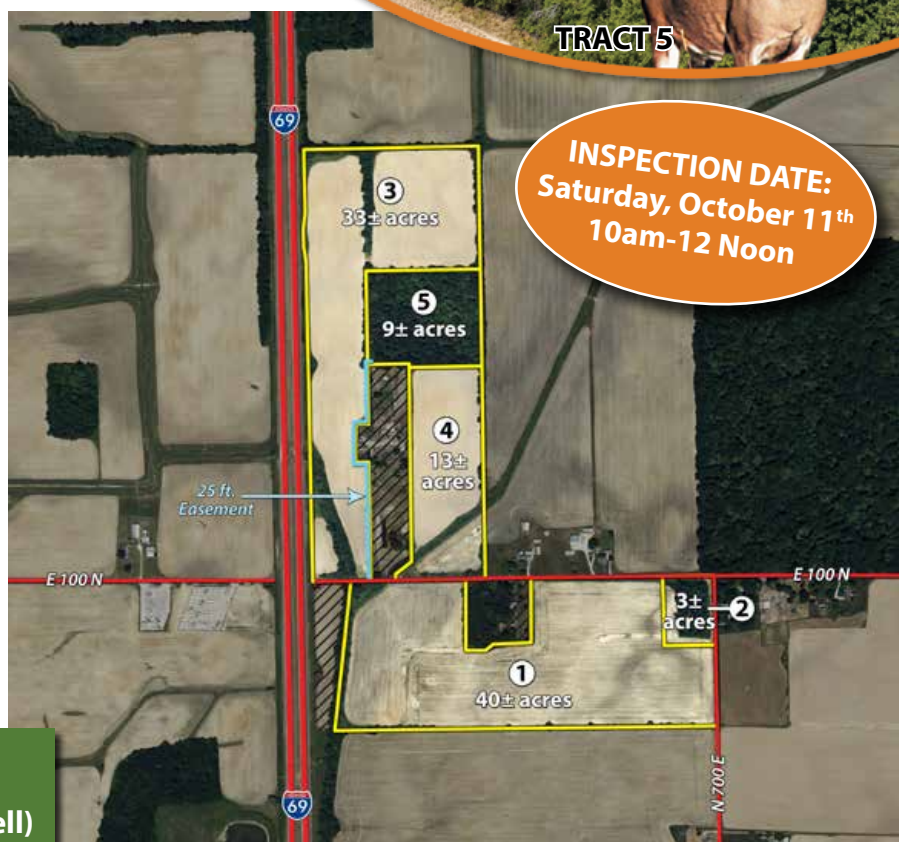 TRACT 5
INSPECTION DATE:
Saturday, October 11th
10am-12 Noon
69
3
33± acres
5
9± acres
4
13±
acres
25 ft.
Easement
E 100 N
E 100 N
3±
acres
2
1
40± acres
N 700 E
69
ell)